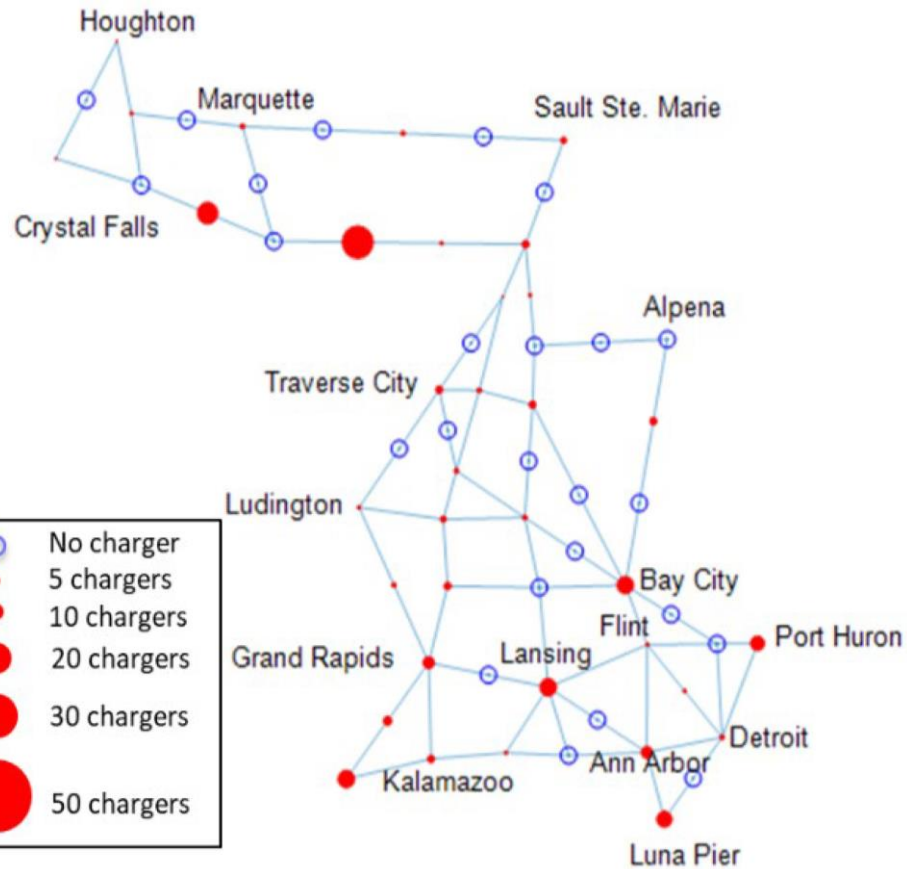 Houghton
Marquette
Sault Ste. Marie
Crystal Falls
Alpena
Traverse City
Ludington
No charger
5 chargers
10 chargers
20 chargers
30 chargers
50 chargers
Bay City
Flint
Port Huron
Grand Rapids
Lansing
Detroit
Ann Arbor
Kalamazoo
Luna Pier